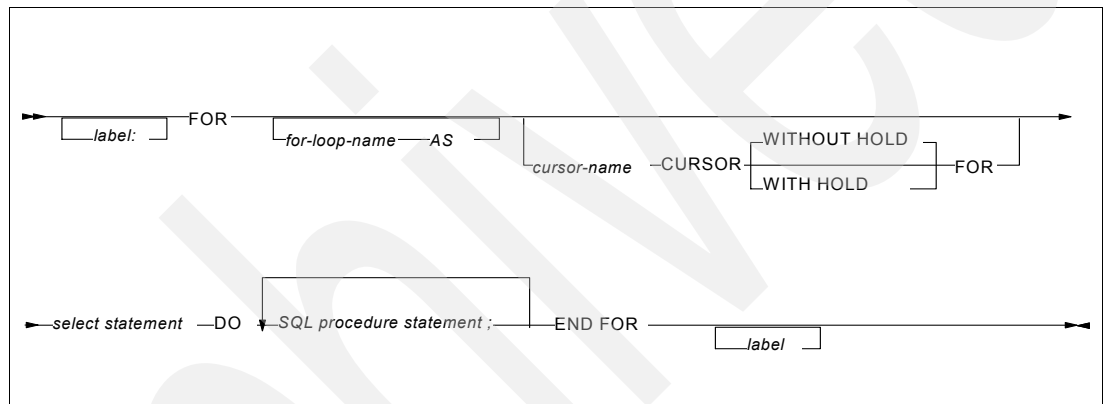 FOR
label:
for-loop-name AS
WITHOUT HOLD
cursor-name CURSOR FOR
WITH HOLD
select statement DO SQL procedure statement ; END FOR
label